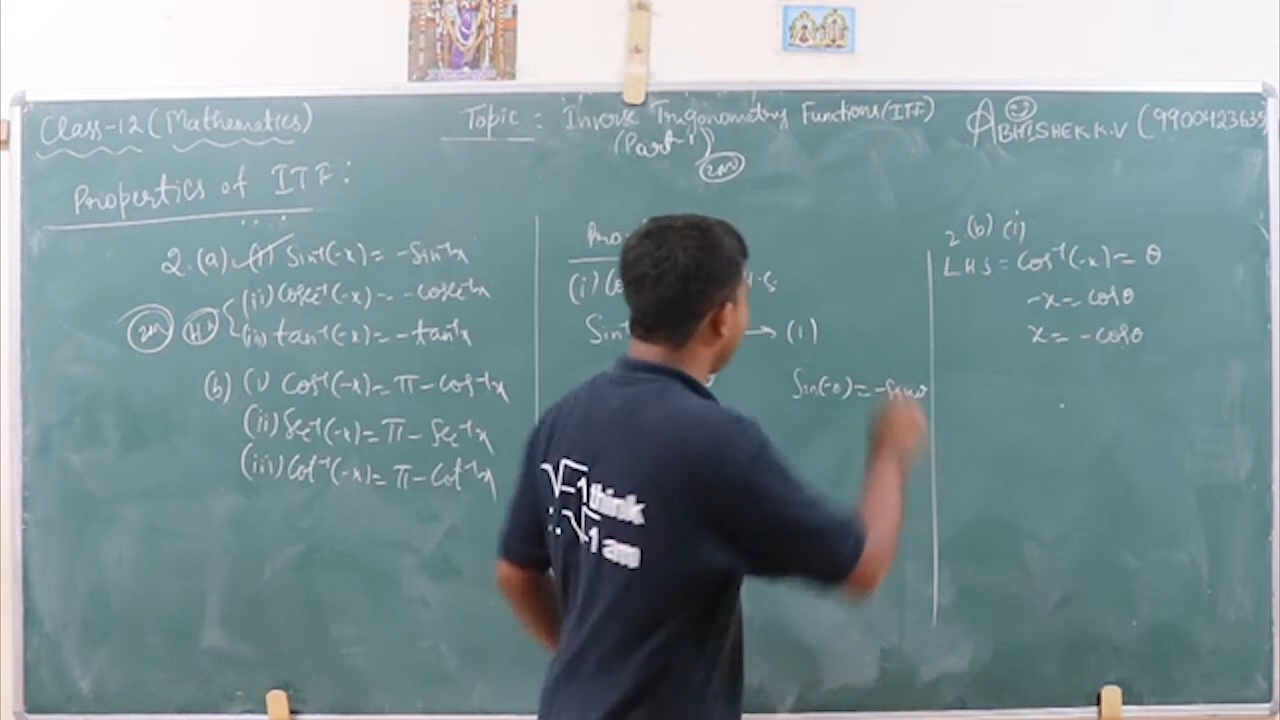 Class-12 (Mathematics)
Topic : Inverse Trigonometry Functions (ITF)
(Part-1)
2m
ABHISHEK.K.V (9900423635
Properties of ITF:
2. (a) (i) Sin⁻¹(-x) = -Sin⁻¹x
(ii) Cosec⁻¹(-x) = -Cosec⁻¹x
2m H.W
(iii) tan⁻¹(-x) = -tan⁻¹x
(b) (i) Cos⁻¹(-x) = π - Cos⁻¹x
(ii) Sec⁻¹(-x) = π - Sec⁻¹x
(iii) Cot⁻¹(-x) = π - Cot⁻¹x
(i)
Sin → (1)
Sin(-θ) = -Sinθ
2. (b) (i)
LHS = Cos⁻¹(-x) = θ
-x = Cosθ
x = -Cosθ
√-1 think
∴ √-1 am